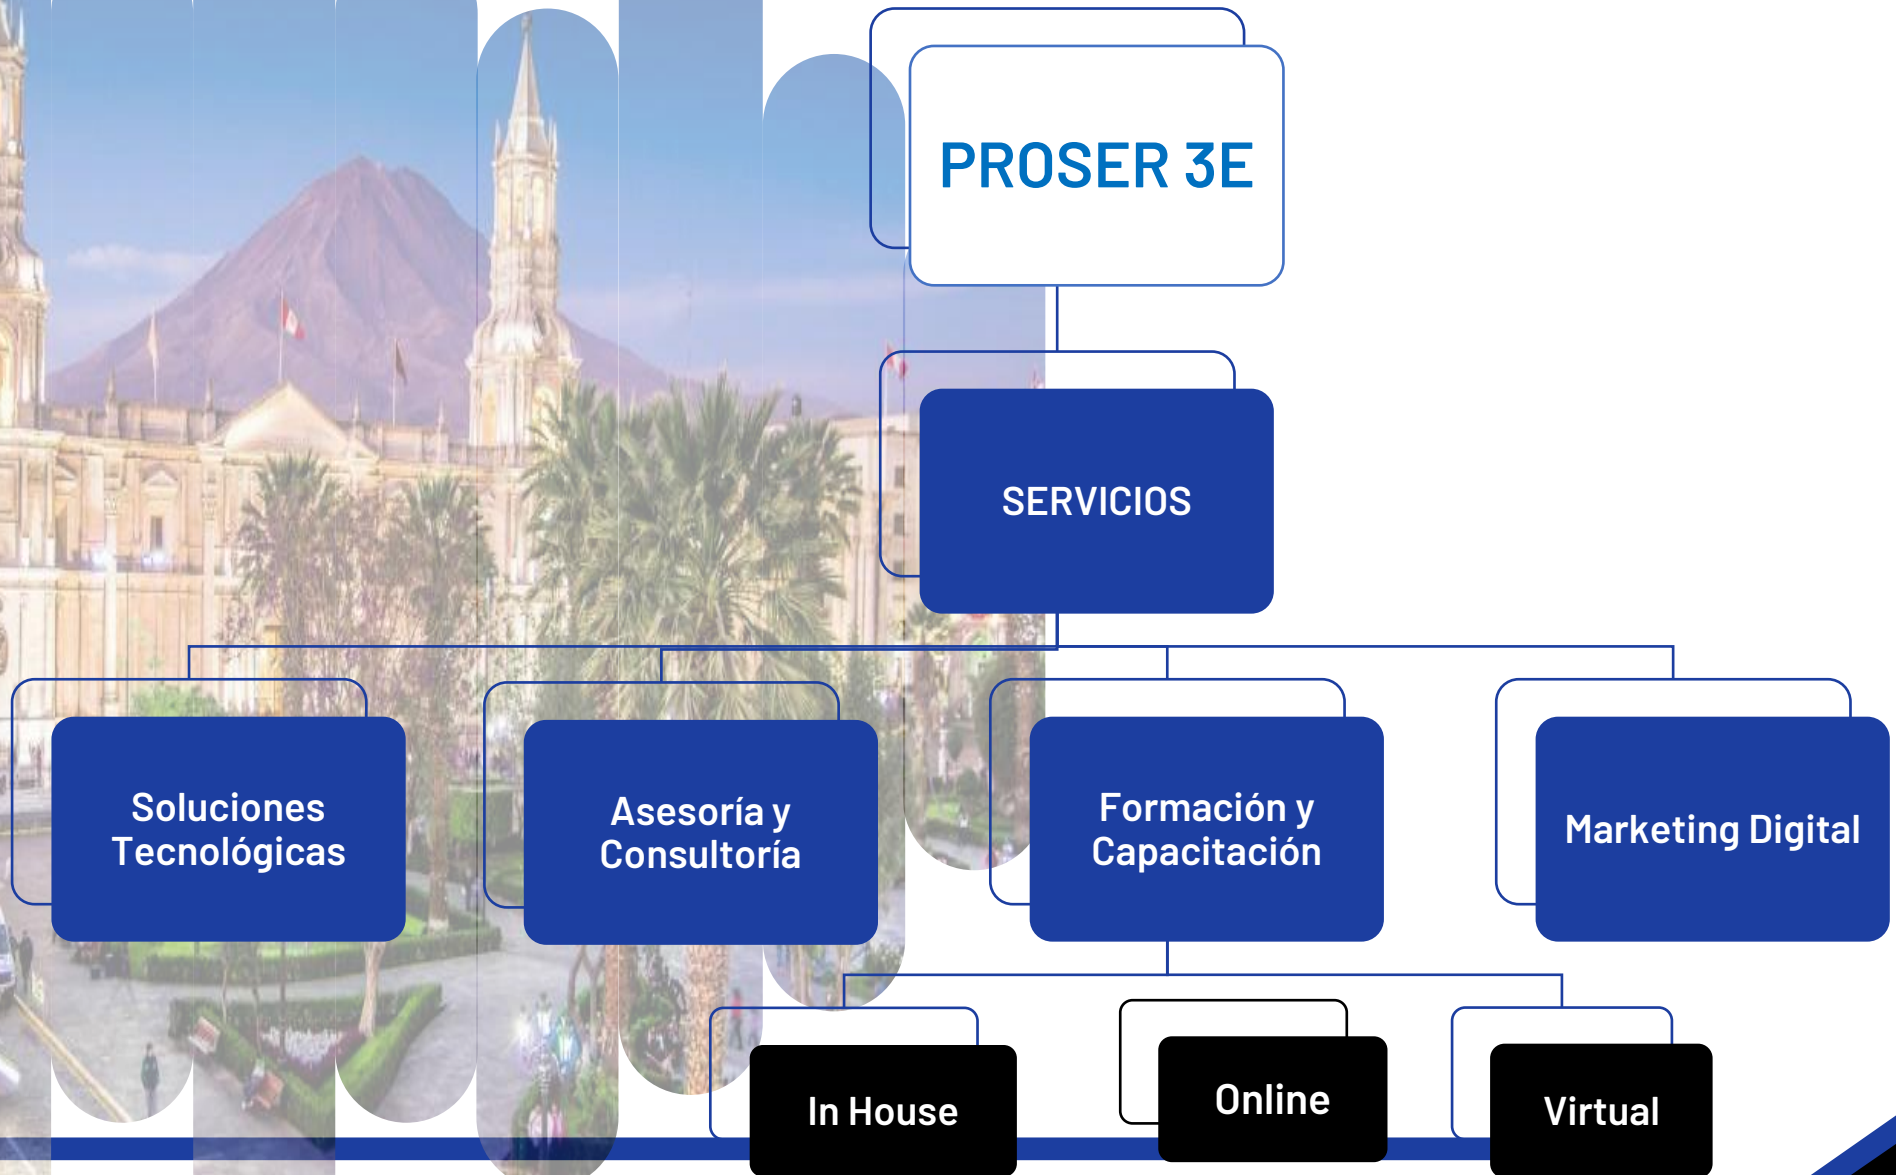 PROSER 3E
SERVICIOS
Soluciones
Tecnológicas
Asesoría y
Consultoría
Formación y
Capacitación
Marketing Digital
In House
Online
Virtual